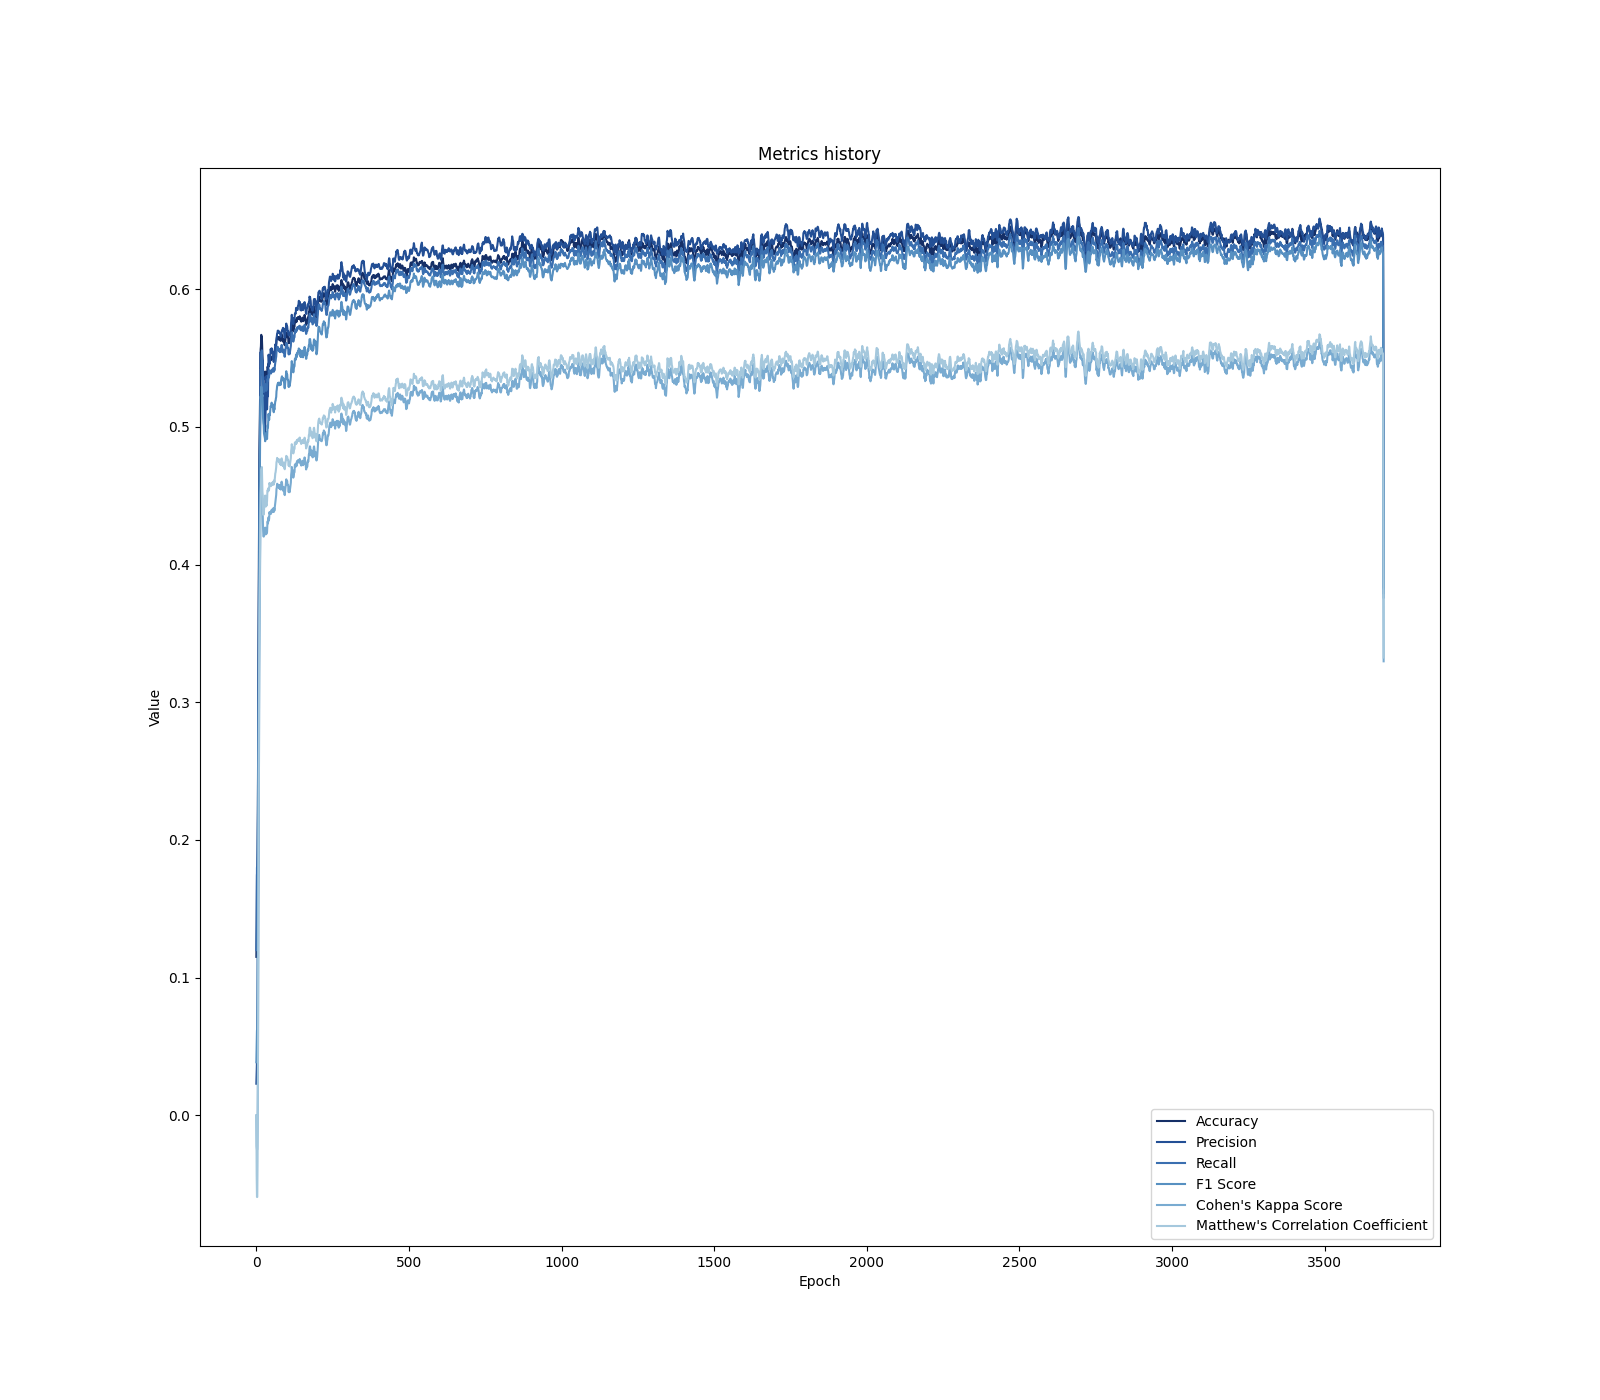 Metrics history
0.6
0.5
0.4
0.3
0.2
0.1
0.0
Value
0 500 1000 1500 2000 2500 3000 3500
Epoch
Accuracy
Precision
Recall
F1 Score
Cohen's Kappa Score
Matthew's Correlation Coefficient